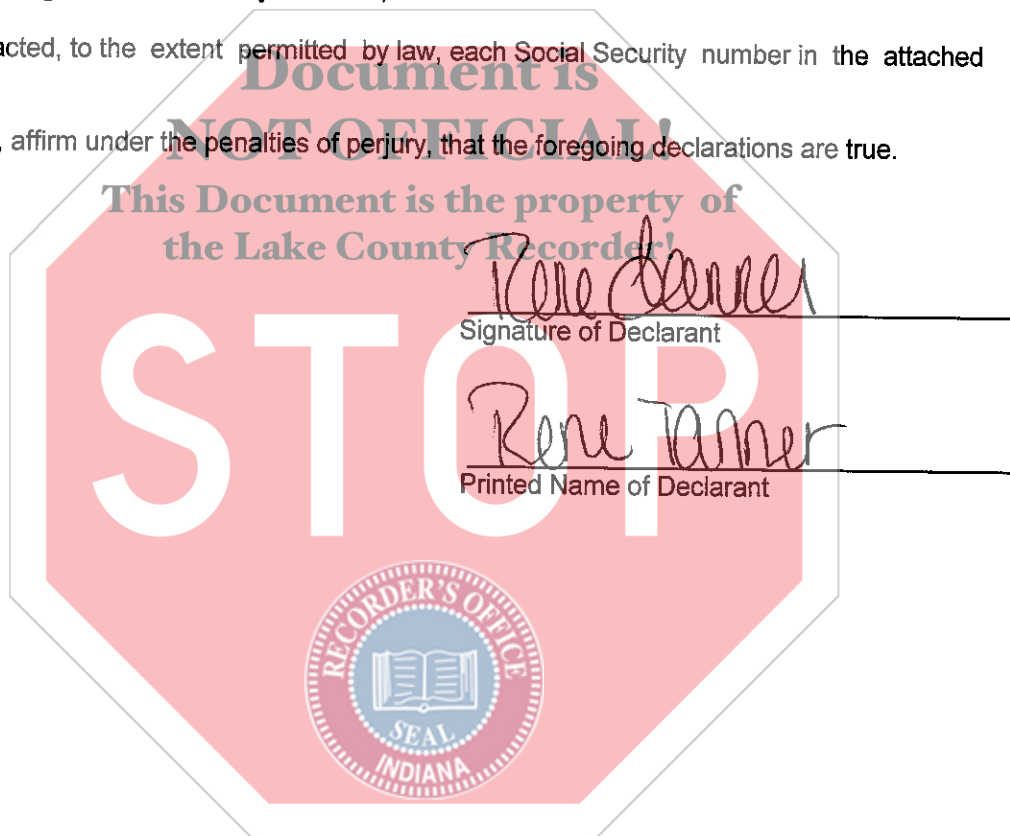 acted, to the extent permitted by law, each Social Security number in the attached
Document is
NOT OFFICIAL!
, affirm under the penalties of perjury, that the foregoing declarations are true.
This Document is the property of
the Lake County Recorder!
Rene Tanner
Signature of Declarant
STOP
Rene Tanner
Printed Name of Declarant
RECORDER'S OFFICE
SEAL
INDIANA